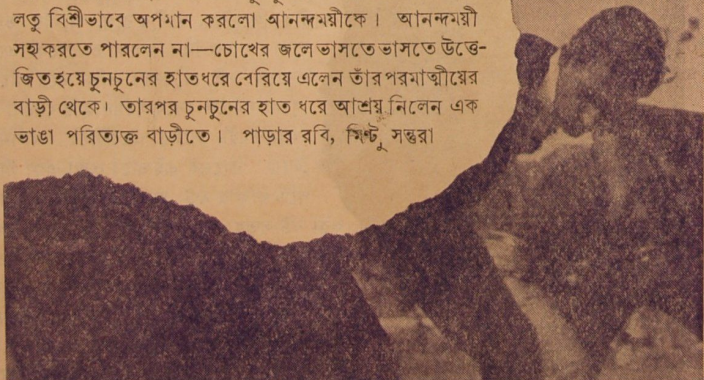 লতু বিশ্রীভাবে অপমান করলো আনন্দময়ীকে। আনন্দময়ী
সহ্য করতে পারলেন না—চোখের জলে ভাসতে ভাসতে উত্তে-
জিত হয়ে চুনচুনের হাত ধরে বেরিয়ে এলেন তাঁর পরমাত্মীয়ের
বাড়ী থেকে। তারপর চুনচুনের হাত ধরে আশ্রয় নিলেন এক
ভাঙা পরিত্যক্ত বাড়ীতে। পাড়ার রবি, মিন্টু, সন্তুরা